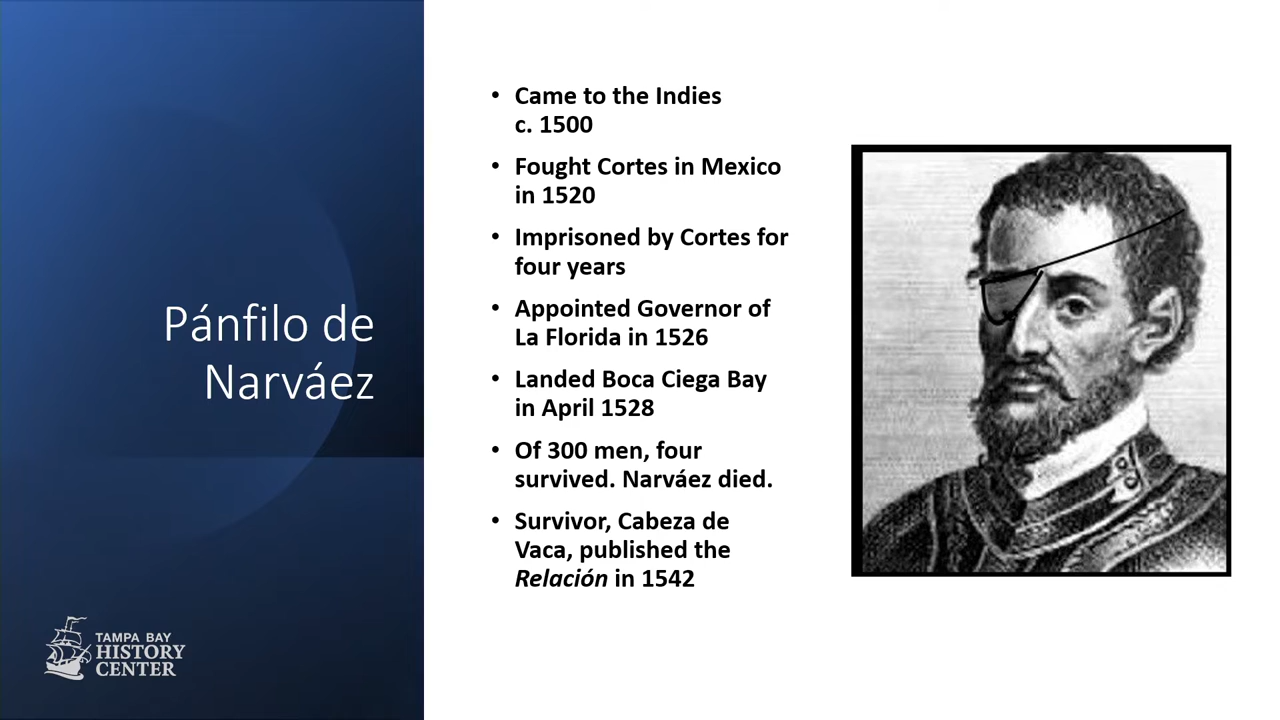 Pánfilo de
Narváez
• Came to the Indies
c. 1500
• Fought Cortes in Mexico
in 1520
• Imprisoned by Cortes for
four years
• Appointed Governor of
La Florida in 1526
• Landed Boca Ciega Bay
in April 1528
• Of 300 men, four
survived. Narváez died.
• Survivor, Cabeza de
Vaca, published the
Relación in 1542
TAMPA BAY
HISTORY
CENTER